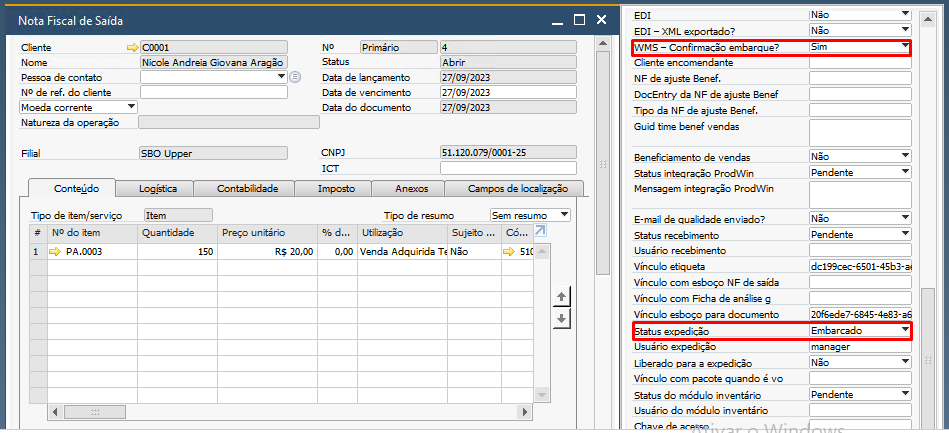 Nota Fiscal de Saída
Cliente C0001 Nº Primário 4
Nome Nicole Andreia Giovana Aragão Status Abrir
Pessoa de contato Data de lançamento 27/09/2023
Nº de ref. do cliente Data de vencimento 27/09/2023
Moeda corrente Data do documento 27/09/2023
Natureza da operação
Filial SBO Upper CNPJ 51.120.079/0001-25
ICT
Conteúdo Logística Contabilidade Imposto Anexos Campos de localização
Tipo de item/serviço Item Tipo de resumo Sem resumo
# Nº do item Quantidade Preço unitário % d... Utilização Sujeito ... Có...
1 PA.0003 150 R$ 20,00 0,00 Venda Adquirida Te Não 510
EDI Não
EDI – XML exportado? Não
WMS – Confirmação embarque? Sim
Cliente encomendante
NF de ajuste Benef.
DocEntry da NF de ajuste Benef
Tipo da NF de ajuste Benef.
Guid time benef vendas
Beneficiamento de vendas Não
Status integração ProdWin Pendente
Mensagem integração ProdWin
E-mail de qualidade enviado? Não
Status recebimento Pendente
Usuário recebimento
Vínculo etiqueta dc199cec-6501-45b3-a
Vínculo com esboço NF de saída
Vínculo com Ficha de análise g
Vínculo esboço para documento 20f6ede7-6845-4e83-a6
Status expedição Embarcado
Usuário expedição manager
Liberado para a expedição Não
Vínculo com pacote quando é vo
Status do módulo inventário Pendente
Usuário do módulo inventário
Chave de acesso
Ativar o Windows